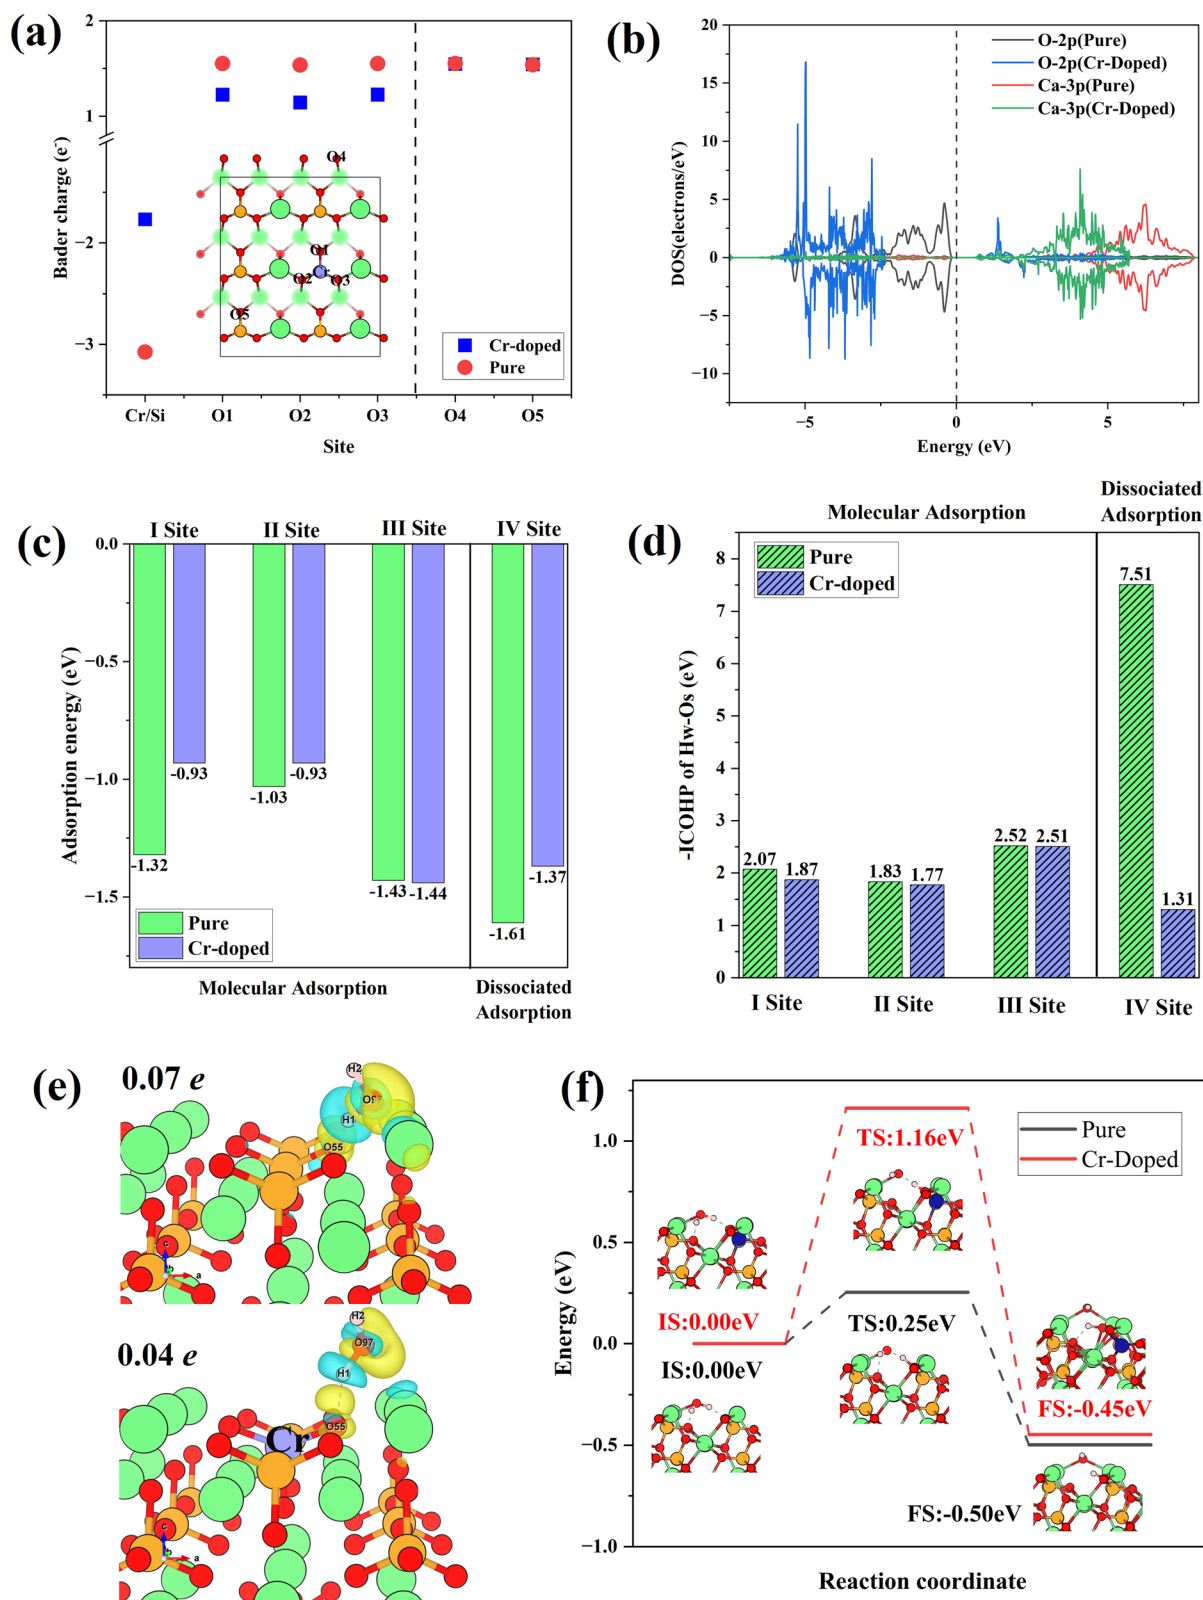 (a)
2
1
−2
−3
Bader charge (e⁻)
O4
O1
O2
r
O3
O5
Cr-doped
Pure
Cr/Si
O1
O2
O3
O4
O5
Site
(b)
20
15
10
5
0
−5
−10
DOS(electrons/eV)
O-2p(Pure)
O-2p(Cr-Doped)
Ca-3p(Pure)
Ca-3p(Cr-Doped)
−5
0
5
Energy (eV)
(c)
I Site
II Site
III Site
IV Site
0.0
−0.5
−1.0
−1.5
Adsorption energy (eV)
-1.32
-0.93
-1.03
-0.93
-1.43
-1.44
-1.61
-1.37
Pure
Cr-doped
Molecular Adsorption
Dissociated
Adsorption
(d)
Molecular Adsorption
Dissociated
Adsorption
Pure
Cr-doped
8
7
6
5
4
3
2
1
0
-ICOHP of Hw-Os (eV)
2.07
1.87
1.83
1.77
2.52
2.51
7.51
1.31
I Site
II Site
III Site
IV Site
(e)
0.07 e
H2
O97
H1
O55
c
b
a
0.04 e
H2
O97
H1
O55
Cr
c
b
a
(f)
1.0
0.5
0.0
−0.5
−1.0
Energy (eV)
Pure
Cr-Doped
TS:1.16eV
IS:0.00eV
IS:0.00eV
TS:0.25eV
FS:-0.45eV
FS:-0.50eV
Reaction coordinate